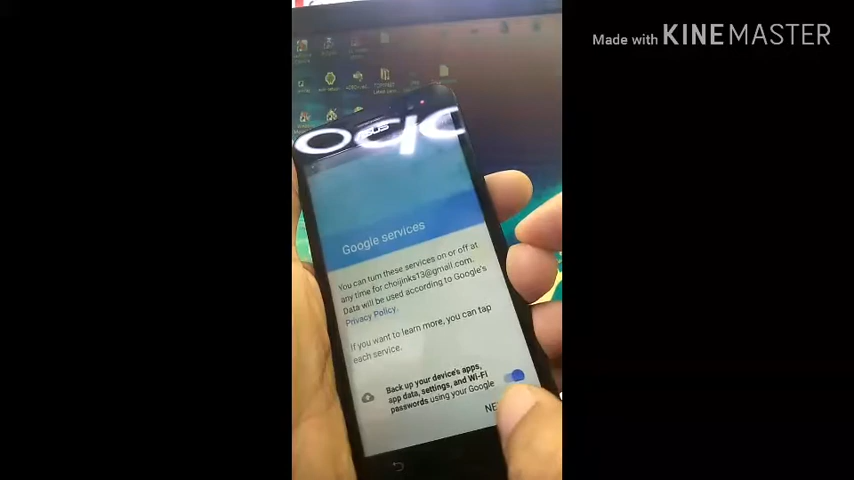 Made with KINEMASTER
ASUS
Google services
You can turn these services on or off at
any time for choijinks13@gmail.com.
Data will be used according to Google's
Privacy Policy.
If you want to learn more, you can tap
each service.
Back up your device's apps,
app data, settings, and Wi-Fi
passwords using your Google